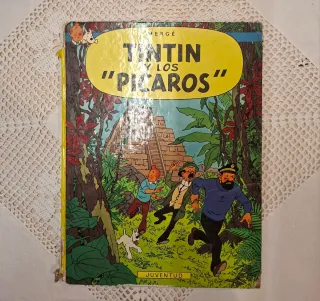 HERGÉ
TINTIN
Y LOS
"PICAROS"
JUVENTUD